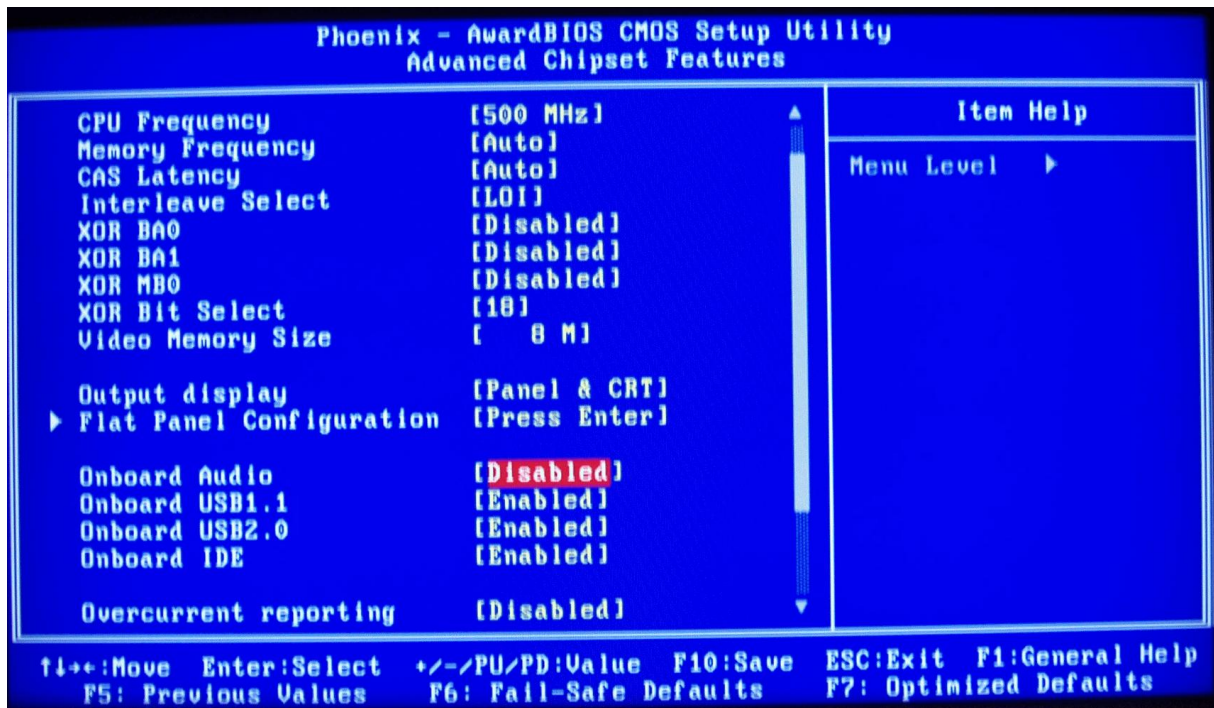 Phoenix - AwardBIOS CMOS Setup Utility
Advanced Chipset Features
CPU Frequency [500 MHz]
Memory Frequency [Auto]
CAS Latency [Auto]
Interleave Select [LOI]
XOR BA0 [Disabled]
XOR BA1 [Disabled]
XOR MB0 [Disabled]
XOR Bit Select [18]
Video Memory Size [ 8 M]
Output display [Panel & CRT]
▶ Flat Panel Configuration [Press Enter]
Onboard Audio [Disabled]
Onboard USB1.1 [Enabled]
Onboard USB2.0 [Enabled]
Onboard IDE [Enabled]
Overcurrent reporting [Disabled]
Item Help
Menu Level ▶
↑↓→←:Move Enter:Select +/-/PU/PD:Value F10:Save ESC:Exit F1:General Help
F5: Previous Values F6: Fail-Safe Defaults F7: Optimized Defaults